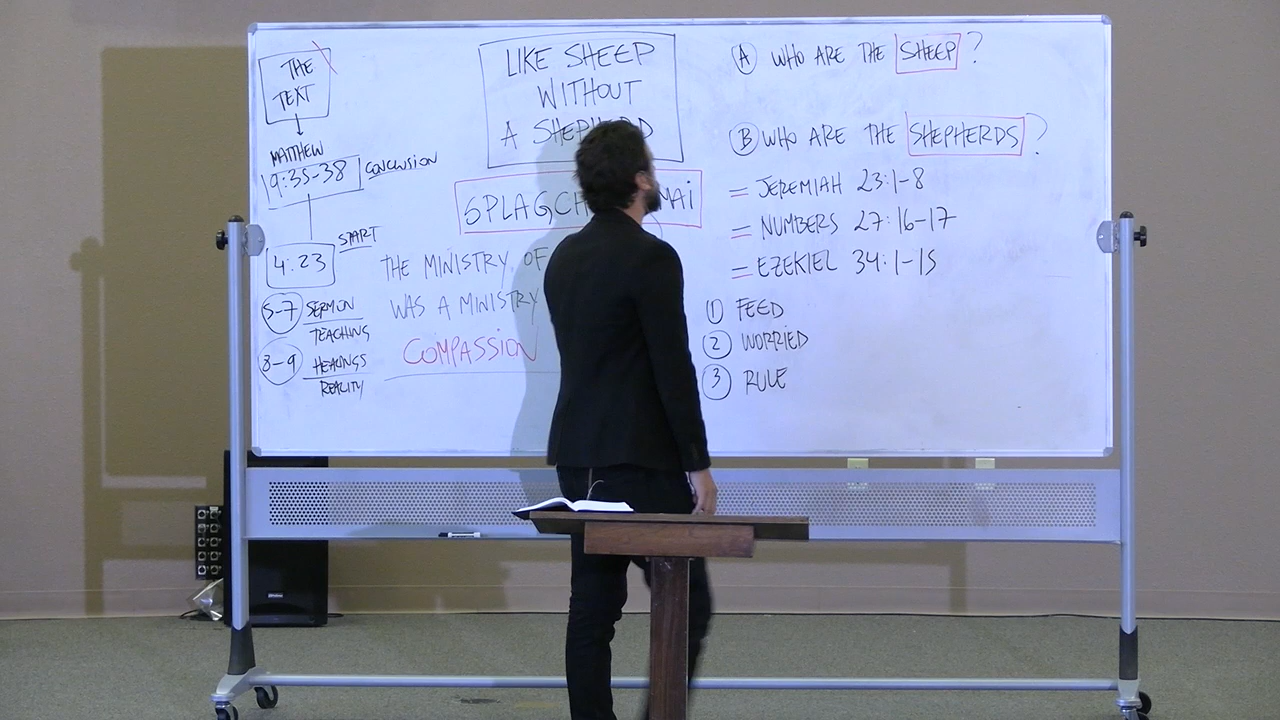 THE
TEXT
MATTHEW
9:35-38 CONCLUSION
4:23 START
5-7 SERMON
TEACHING
8-9 HEALINGS
REALITY
LIKE SHEEP
WITHOUT
A SHEPHERD
THE MINISTRY OF
WAS A MINISTRY
COMPASSION
A WHO ARE THE SHEEP?
B WHO ARE THE SHEPHERDS?
= JEREMIAH 23:1-8
= NUMBERS 27:16-17
= EZEKIEL 34:1-15
1 FEED
2 WORRIED
3 RULE